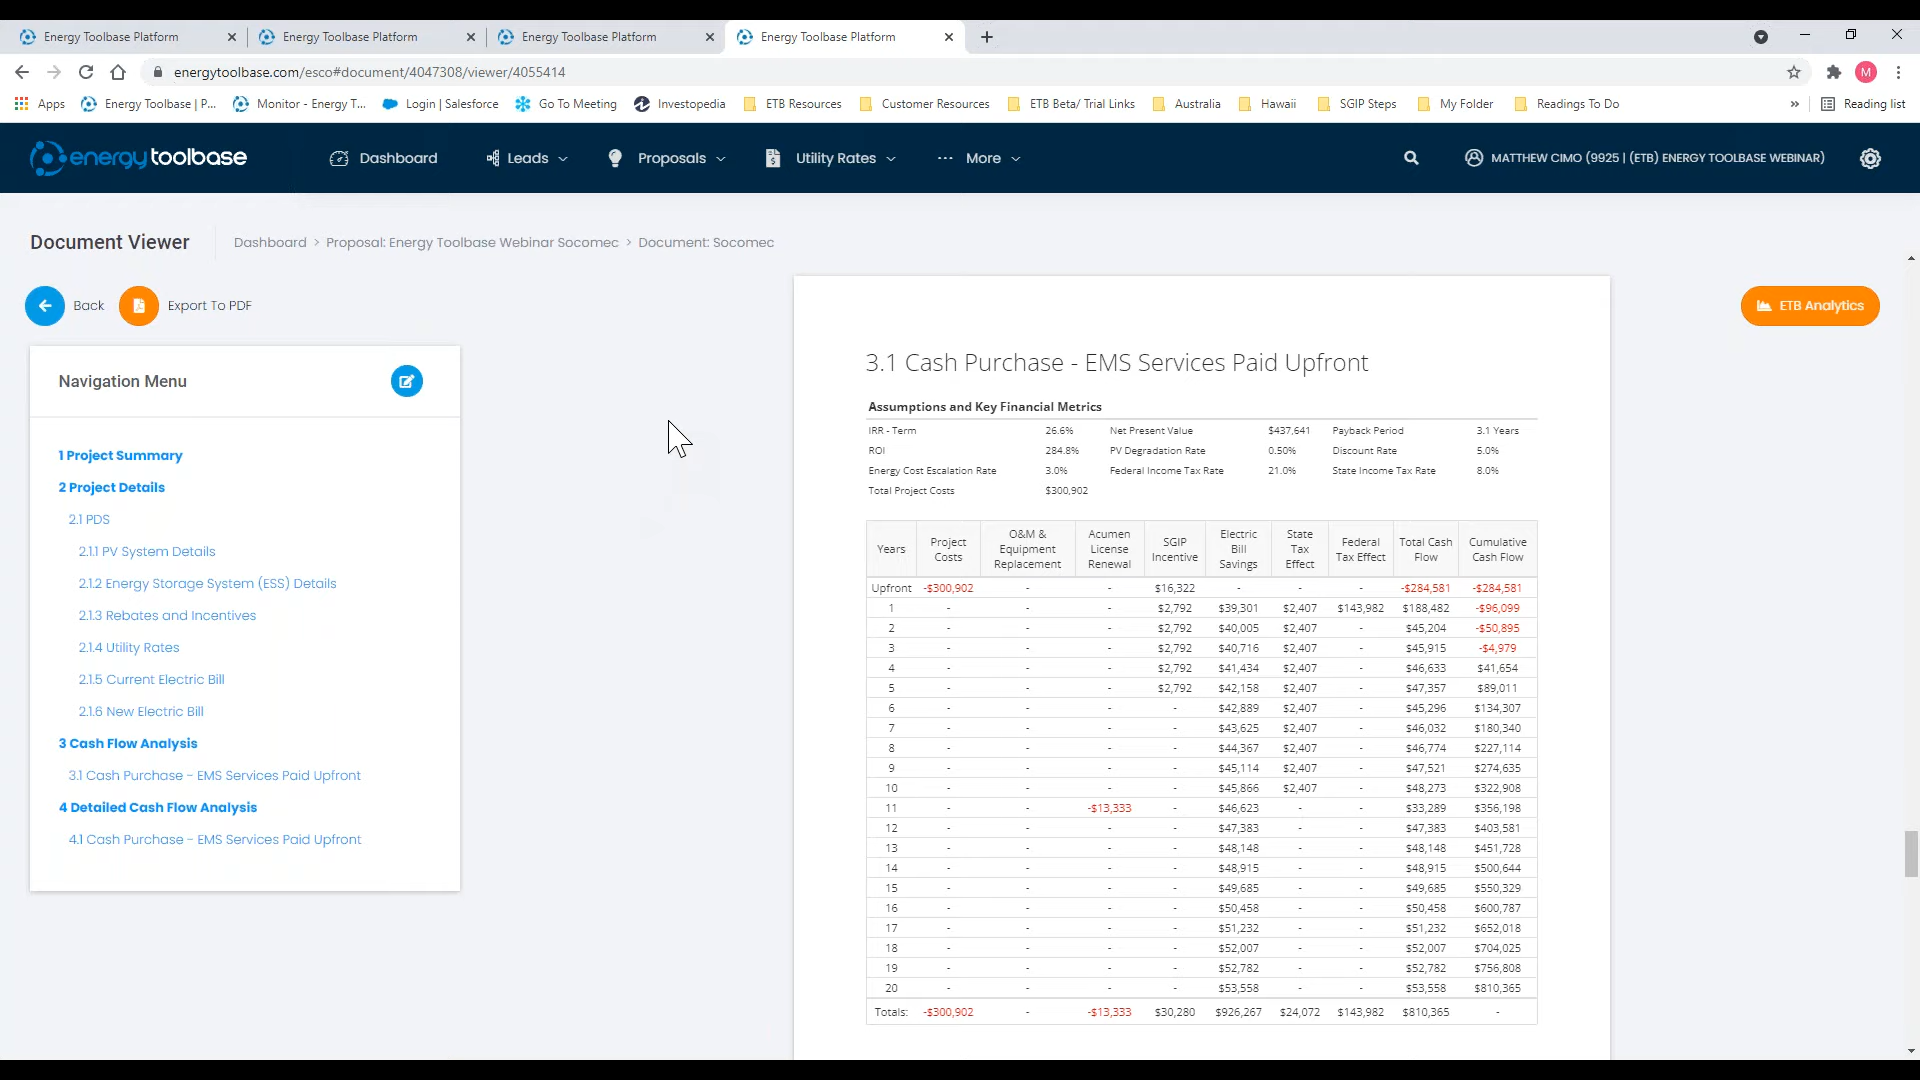 Energy Toolbase Platform Energy Toolbase Platform Energy Toolbase Platform Energy Toolbase Platform
energytoolbase.com/esco#document/4047308/viewer/4055414 M
Apps Energy Toolbase | P... Monitor - Energy T... Login | Salesforce Go To Meeting Investopedia ETB Resources Customer Resources ETB Beta/ Trial Links Australia Hawaii SGIP Steps My Folder Readings To Do » Reading list
energytoolbase Dashboard Leads Proposals Utility Rates More MATTHEW CIMO (9925 | (ETB) ENERGY TOOLBASE WEBINAR)
Document Viewer Dashboard > Proposal: Energy Toolbase Webinar Socomec > Document: Socomec
Back Export To PDF ETB Analytics
Navigation Menu
1 Project Summary
2 Project Details
2.1 PDS
2.1.1 PV System Details
2.1.2 Energy Storage System (ESS) Details
2.1.3 Rebates and Incentives
2.1.4 Utility Rates
2.1.5 Current Electric Bill
2.1.6 New Electric Bill
3 Cash Flow Analysis
3.1 Cash Purchase - EMS Services Paid Upfront
4 Detailed Cash Flow Analysis
4.1 Cash Purchase - EMS Services Paid Upfront
3.1 Cash Purchase - EMS Services Paid Upfront
Assumptions and Key Financial Metrics
IRR - Term 26.6% Net Present Value $437,641 Payback Period 3.1 Years
ROI 284.8% PV Degradation Rate 0.50% Discount Rate 5.0%
Energy Cost Escalation Rate 3.0% Federal Income Tax Rate 21.0% State Income Tax Rate 8.0%
Total Project Costs $300,902
Years Project Costs O&M & Equipment Replacement Acumen License Renewal SGIP Incentive Electric Bill Savings State Tax Effect Federal Tax Effect Total Cash Flow Cumulative Cash Flow
Upfront -$300,902 - - $16,322 - - - -$284,581 -$284,581
1 - - - $2,792 $39,301 $2,407 $143,982 $188,482 -$96,099
2 - - - $2,792 $40,005 $2,407 - $45,204 -$50,895
3 - - - $2,792 $40,716 $2,407 - $45,915 -$4,979
4 - - - $2,792 $41,434 $2,407 - $46,633 $41,654
5 - - - $2,792 $42,158 $2,407 - $47,357 $89,011
6 - - - - $42,889 $2,407 - $45,296 $134,307
7 - - - - $43,625 $2,407 - $46,032 $180,340
8 - - - - $44,367 $2,407 - $46,774 $227,114
9 - - - - $45,114 $2,407 - $47,521 $274,635
10 - - - - $45,866 $2,407 - $48,273 $322,908
11 - - -$13,333 - $46,623 - - $33,289 $356,198
12 - - - - $47,383 - - $47,383 $403,581
13 - - - - $48,148 - - $48,148 $451,728
14 - - - - $48,915 - - $48,915 $500,644
15 - - - - $49,685 - - $49,685 $550,329
16 - - - - $50,458 - - $50,458 $600,787
17 - - - - $51,232 - - $51,232 $652,018
18 - - - - $52,007 - - $52,007 $704,025
19 - - - - $52,782 - - $52,782 $756,808
20 - - - - $53,558 - - $53,558 $810,365
Totals: -$300,902 - -$13,333 $30,280 $926,267 $24,072 $143,982 $810,365 -